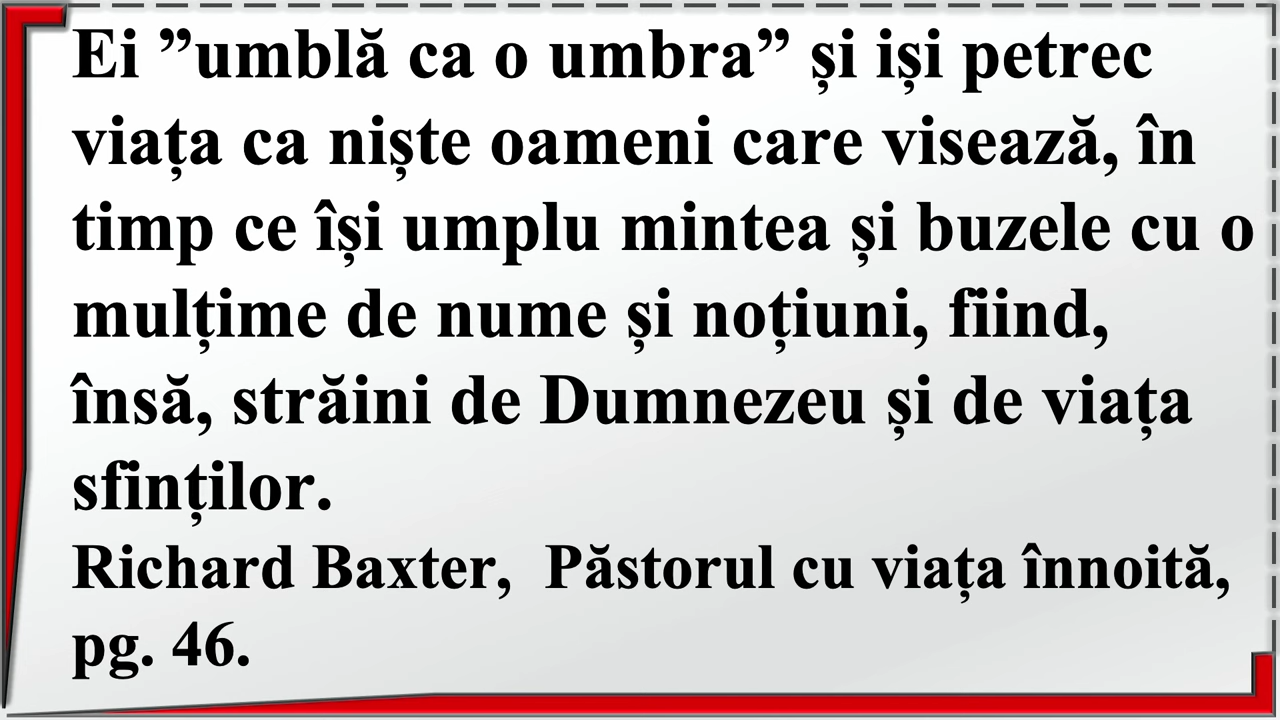 Ei ”umblă ca o umbra” și iși petrec
viața ca niște oameni care visează, în
timp ce își umplu mintea și buzele cu o
mulțime de nume și noțiuni, fiind,
însă, străini de Dumnezeu și de viața
sfinților.
Richard Baxter,  Păstorul cu viața înnoită,
pg. 46.